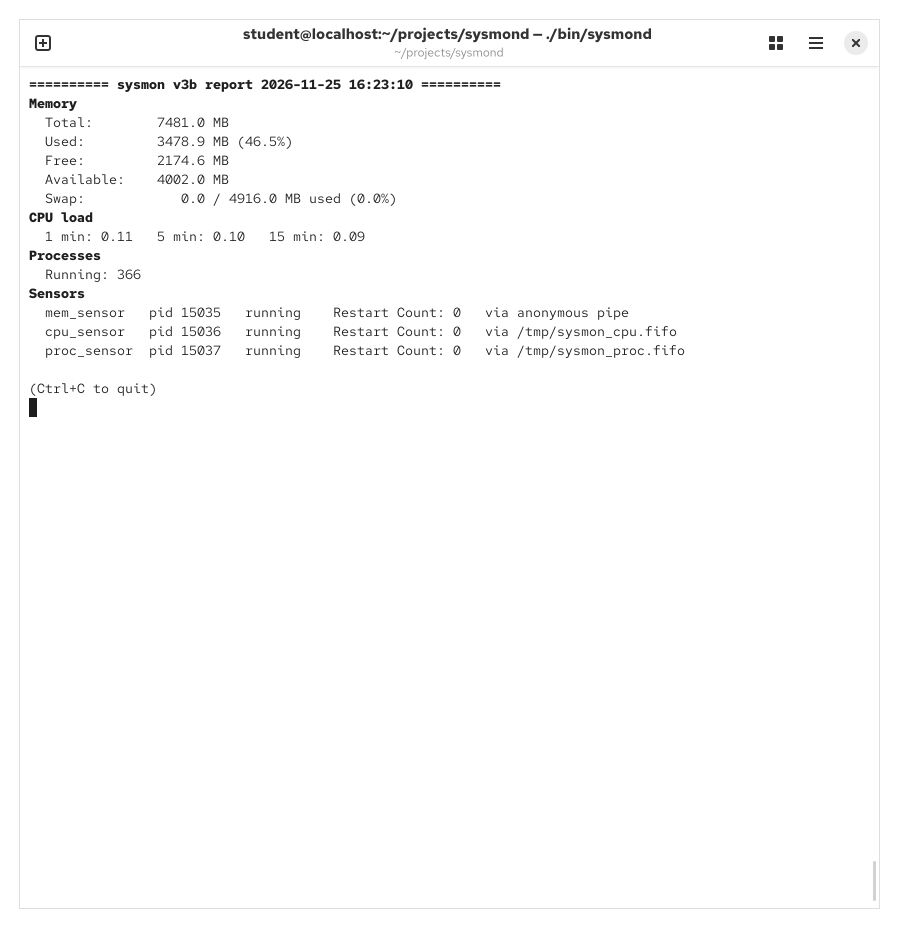 student@localhost:~/projects/sysmond — ./bin/sysmond
~/projects/sysmond
========== sysmon v3b report 2026-11-25 16:23:10 ==========
Memory
  Total:        7481.0 MB
  Used:         3478.9 MB (46.5%)
  Free:         2174.6 MB
  Available:    4002.0 MB
  Swap:            0.0 / 4916.0 MB used (0.0%)
CPU load
  1 min: 0.11   5 min: 0.10   15 min: 0.09
Processes
  Running: 366
Sensors
  mem_sensor   pid 15035   running    Restart Count: 0   via anonymous pipe
  cpu_sensor   pid 15036   running    Restart Count: 0   via /tmp/sysmon_cpu.fifo
  proc_sensor  pid 15037   running    Restart Count: 0   via /tmp/sysmon_proc.fifo
(Ctrl+C to quit)